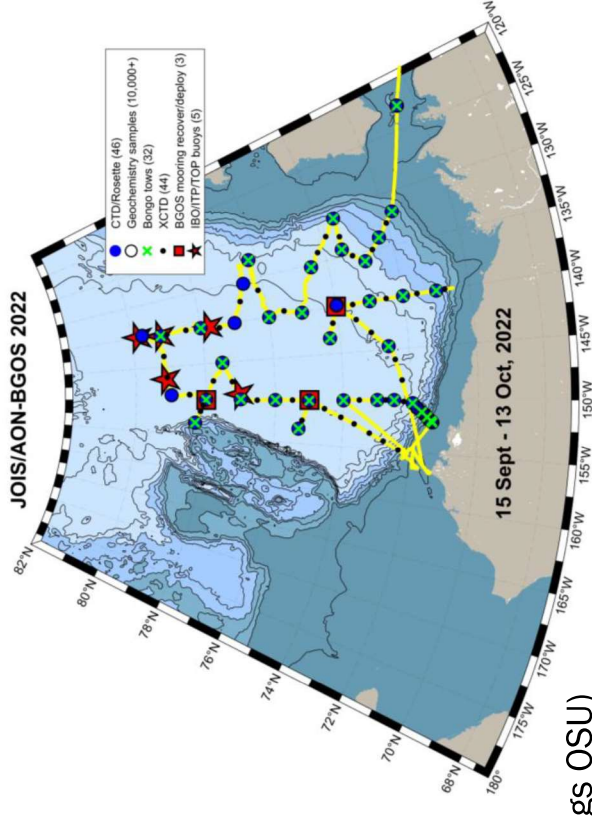 JOIS/AON-BGOS 2022
CTD/Rosette (46)
Geochemistry samples (10,000+)
Bongo tows (32)
XCTD (44)
BGOS mooring recover/deploy (3)
IBO/ITP/TOP buoys (5)
15 Sept - 13 Oct, 2022
82°N
80°N
78°N
76°N
74°N
72°N
70°N
68°N
180°
175°W
170°W
165°W
160°W
155°W
150°W
145°W
140°W
135°W
130°W
125°W
120°W
gs OSU)